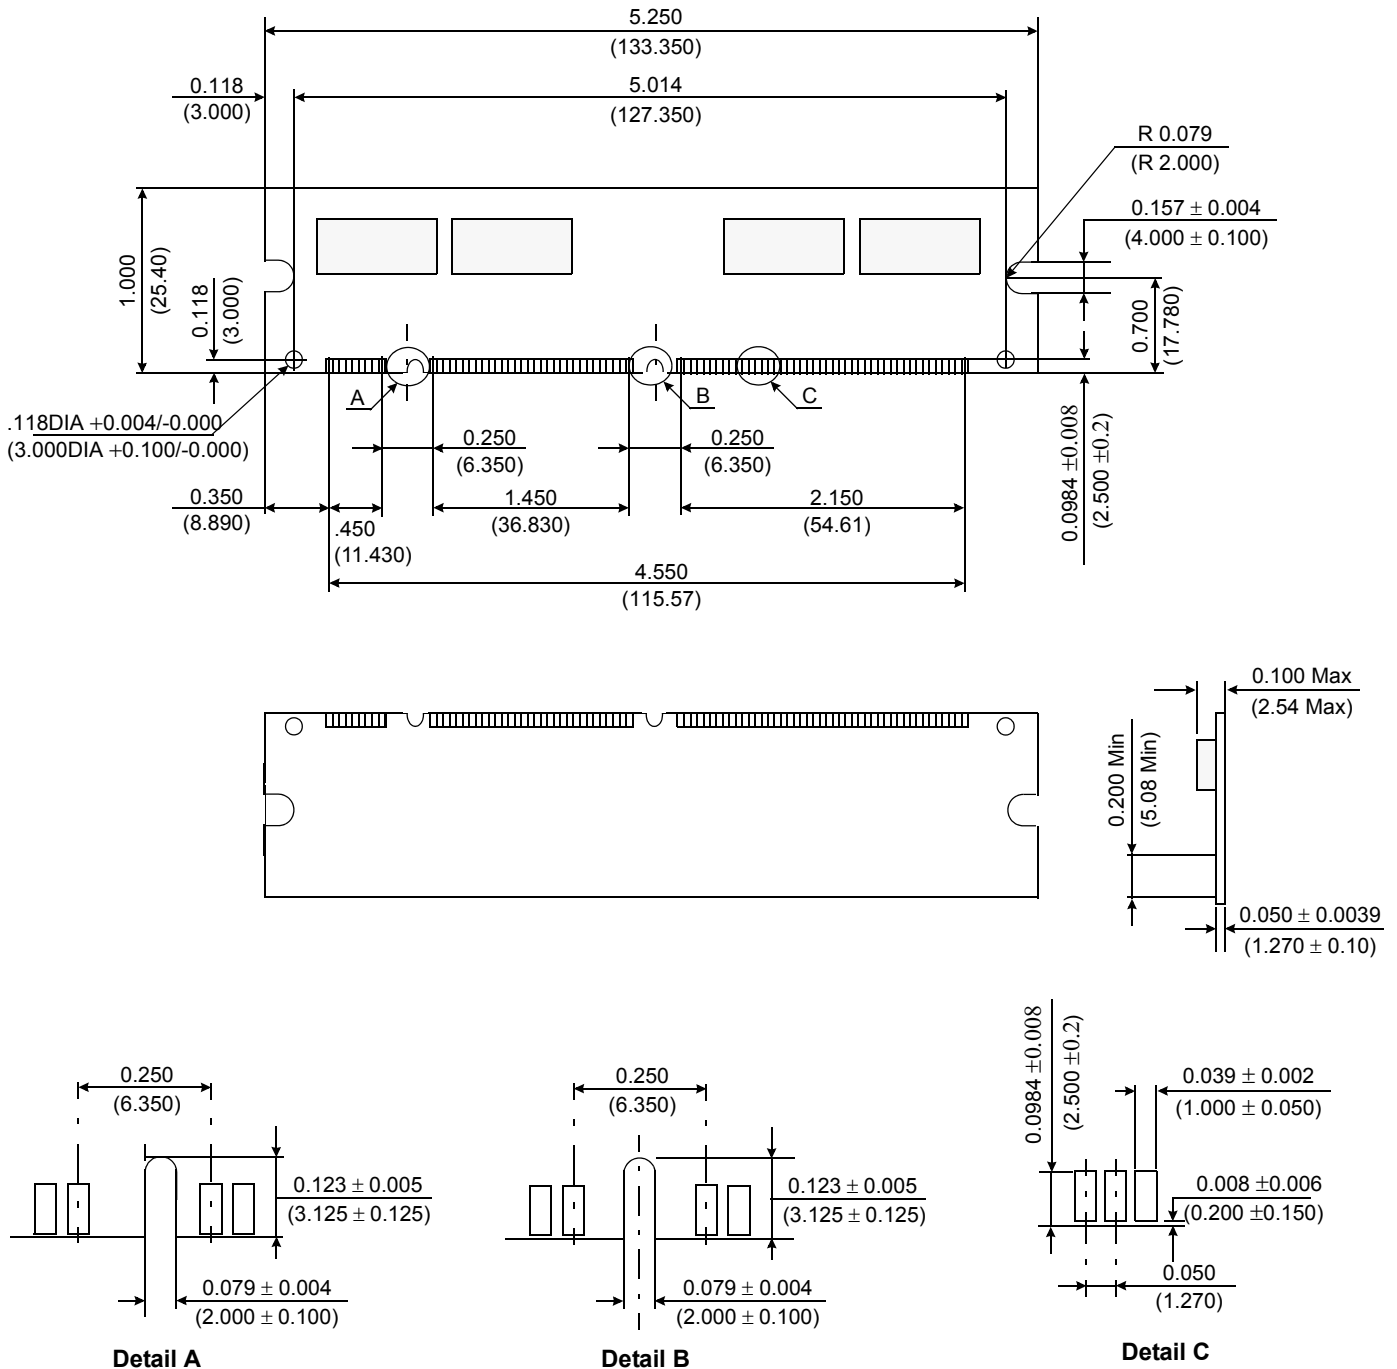 5.250
(133.350)
0.118
(3.000)
5.014
(127.350)
R 0.079
(R 2.000)
0.157 ± 0.004
(4.000 ± 0.100)
1.000
(25.40)
0.118
(3.000)
0.700
(17.780)
A
B
C
.118DIA +0.004/-0.000
(3.000DIA +0.100/-0.000)
0.250
(6.350)
0.250
(6.350)
0.0984 ±0.008
(2.500 ±0.2)
0.350
(8.890)
.450
(11.430)
1.450
(36.830)
2.150
(54.61)
4.550
(115.57)
0.100 Max
(2.54 Max)
0.200 Min
(5.08 Min)
0.050 ± 0.0039
(1.270 ± 0.10)
0.250
(6.350)
0.123 ± 0.005
(3.125 ± 0.125)
0.079 ± 0.004
(2.000 ± 0.100)
Detail A
0.250
(6.350)
0.123 ± 0.005
(3.125 ± 0.125)
0.079 ± 0.004
(2.000 ± 0.100)
Detail B
0.0984 ±0.008
(2.500 ±0.2)
0.039 ± 0.002
(1.000 ± 0.050)
0.008 ±0.006
(0.200 ±0.150)
0.050
(1.270)
Detail C